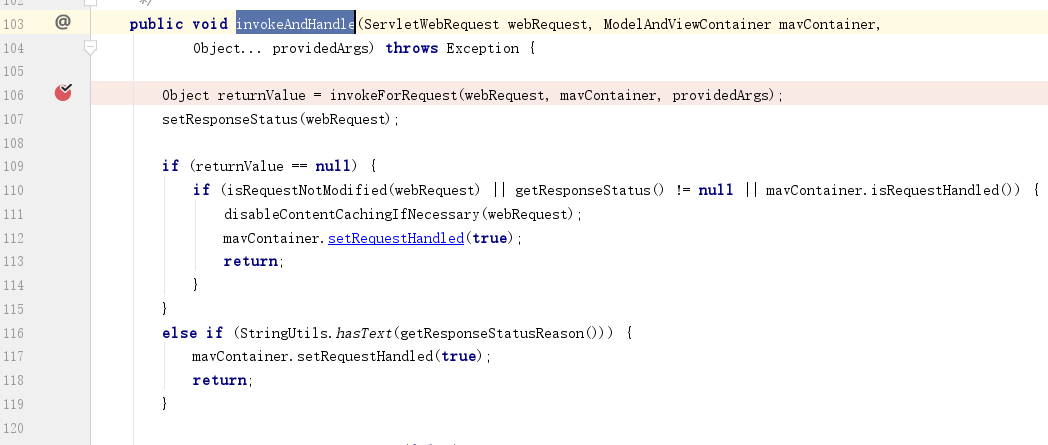 102 */
103 @ public void invokeAndHandle(ServletWebRequest webRequest, ModelAndViewContainer mavContainer,
104 Object... providedArgs) throws Exception {
105
106 Object returnValue = invokeForRequest(webRequest, mavContainer, providedArgs);
107 setResponseStatus(webRequest);
108
109 if (returnValue == null) {
110 if (isRequestNotModified(webRequest) || getResponseStatus() != null || mavContainer.isRequestHandled()) {
111 disableContentCachingIfNecessary(webRequest);
112 mavContainer.setRequestHandled(true);
113 return;
114 }
115 }
116 else if (StringUtils.hasText(getResponseStatusReason())) {
117 mavContainer.setRequestHandled(true);
118 return;
119 }
120